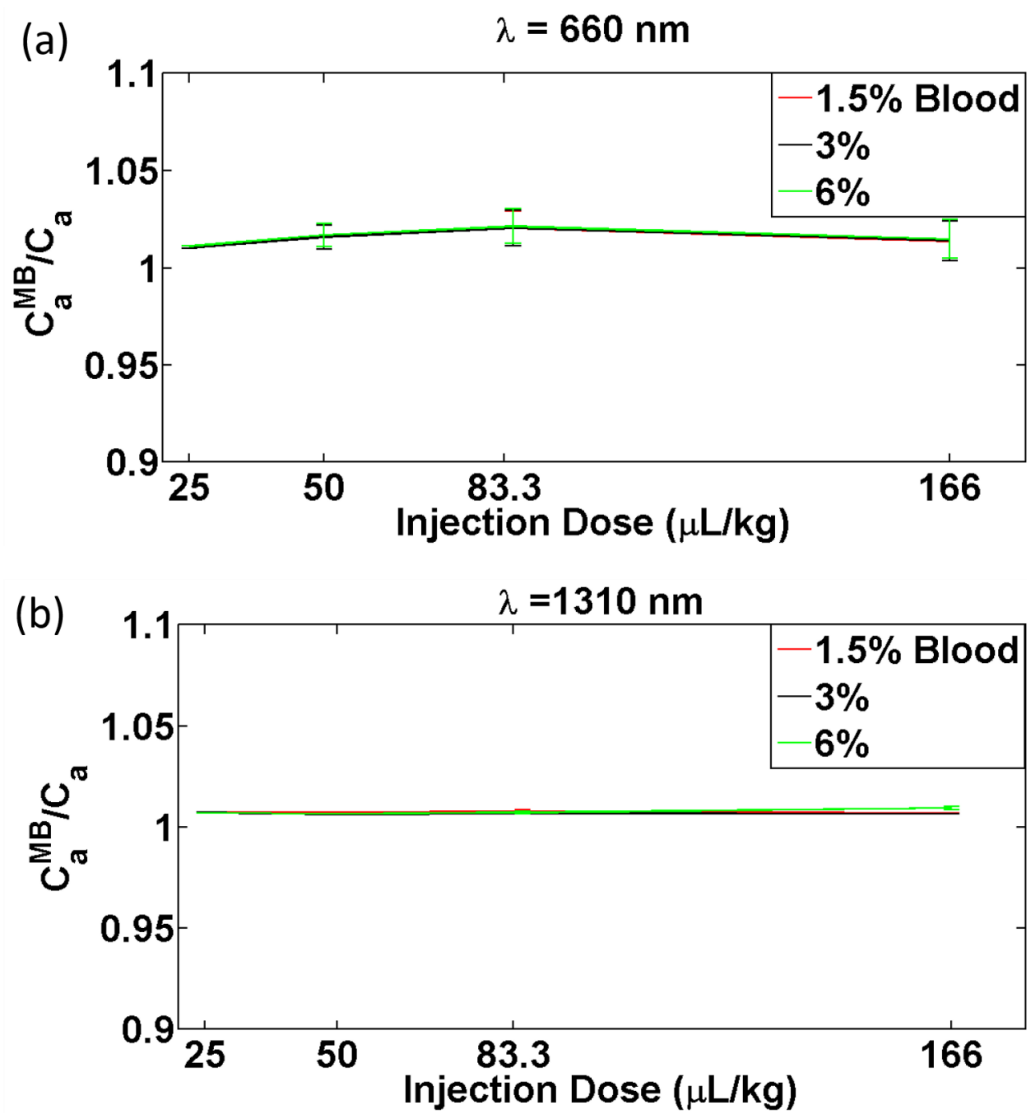 (a)
λ = 660 nm
1.1
1.05
1
0.95
0.9
C_a^MB/C_a
1.5% Blood
3%
6%
25 50 83.3 166
Injection Dose (μL/kg)
(b)
λ =1310 nm
1.1
1.05
1
0.95
0.9
C_a^MB/C_a
1.5% Blood
3%
6%
25 50 83.3 166
Injection Dose (μL/kg)